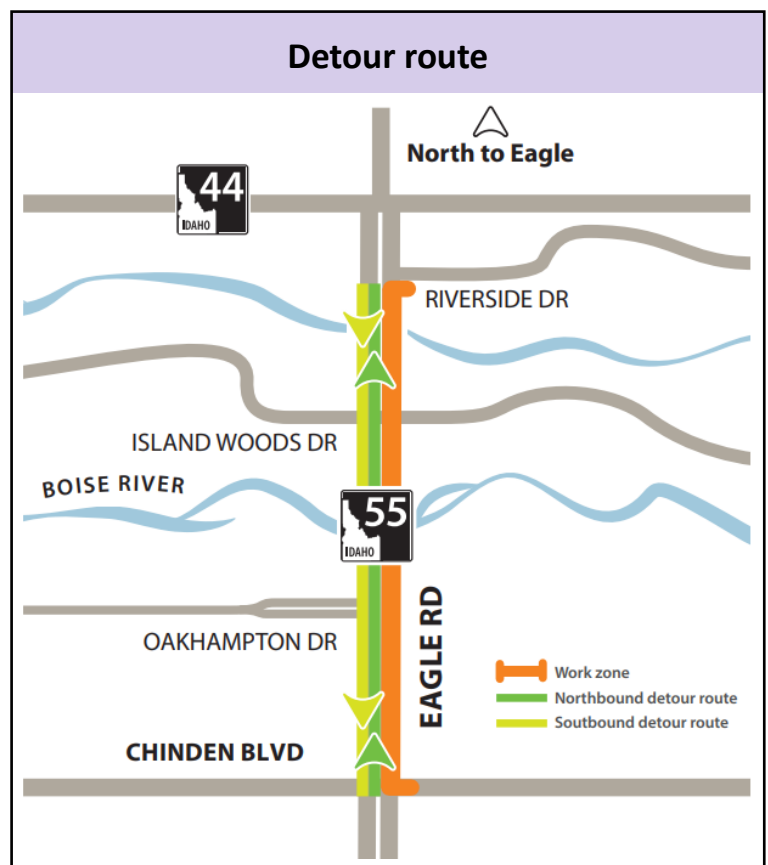 Detour route
North to Eagle
44
IDAHO
RIVERSIDE DR
ISLAND WOODS DR
BOISE RIVER
55
IDAHO
OAKHAMPTON DR
EAGLE RD
Work zone
Northbound detour route
Soutbound detour route
CHINDEN BLVD